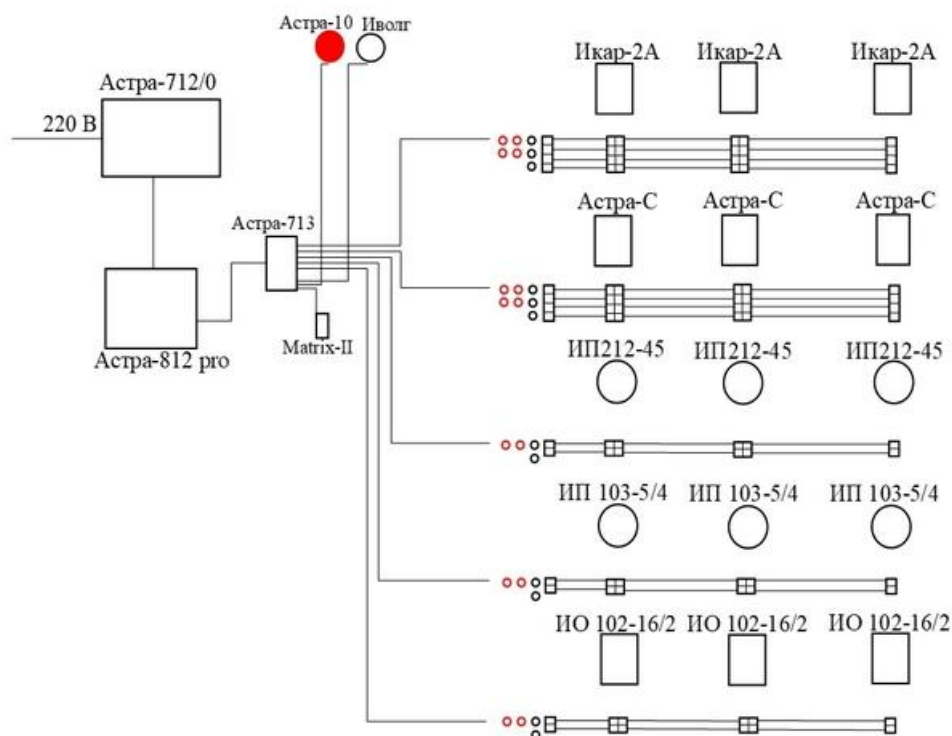 Астра-10 Иволг
Икар-2А Икар-2А Икар-2А
Астра-712/0
220 В
Астра-С Астра-С Астра-С
Астра-713
Matrix-II
Астра-812 pro
ИП212-45 ИП212-45 ИП212-45
ИП 103-5/4 ИП 103-5/4 ИП 103-5/4
ИО 102-16/2 ИО 102-16/2 ИО 102-16/2